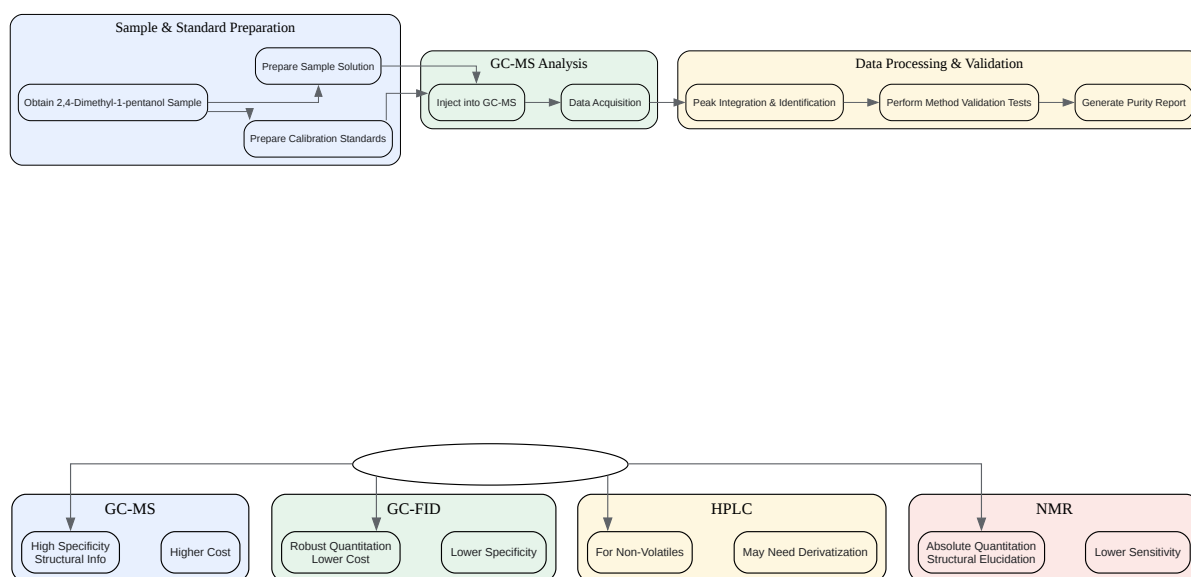 Sample & Standard Preparation
Prepare Sample Solution
Obtain 2,4-Dimethyl-1-pentanol Sample
Prepare Calibration Standards
GC-MS Analysis
Inject into GC-MS
Data Acquisition
Data Processing & Validation
Peak Integration & Identification
Perform Method Validation Tests
Generate Purity Report
GC-MS
High Specificity
Structural Info
Higher Cost
GC-FID
Robust Quantitation
Lower Cost
Lower Specificity
HPLC
For Non-Volatiles
May Need Derivatization
NMR
Absolute Quantitation
Structural Elucidation
Lower Sensitivity